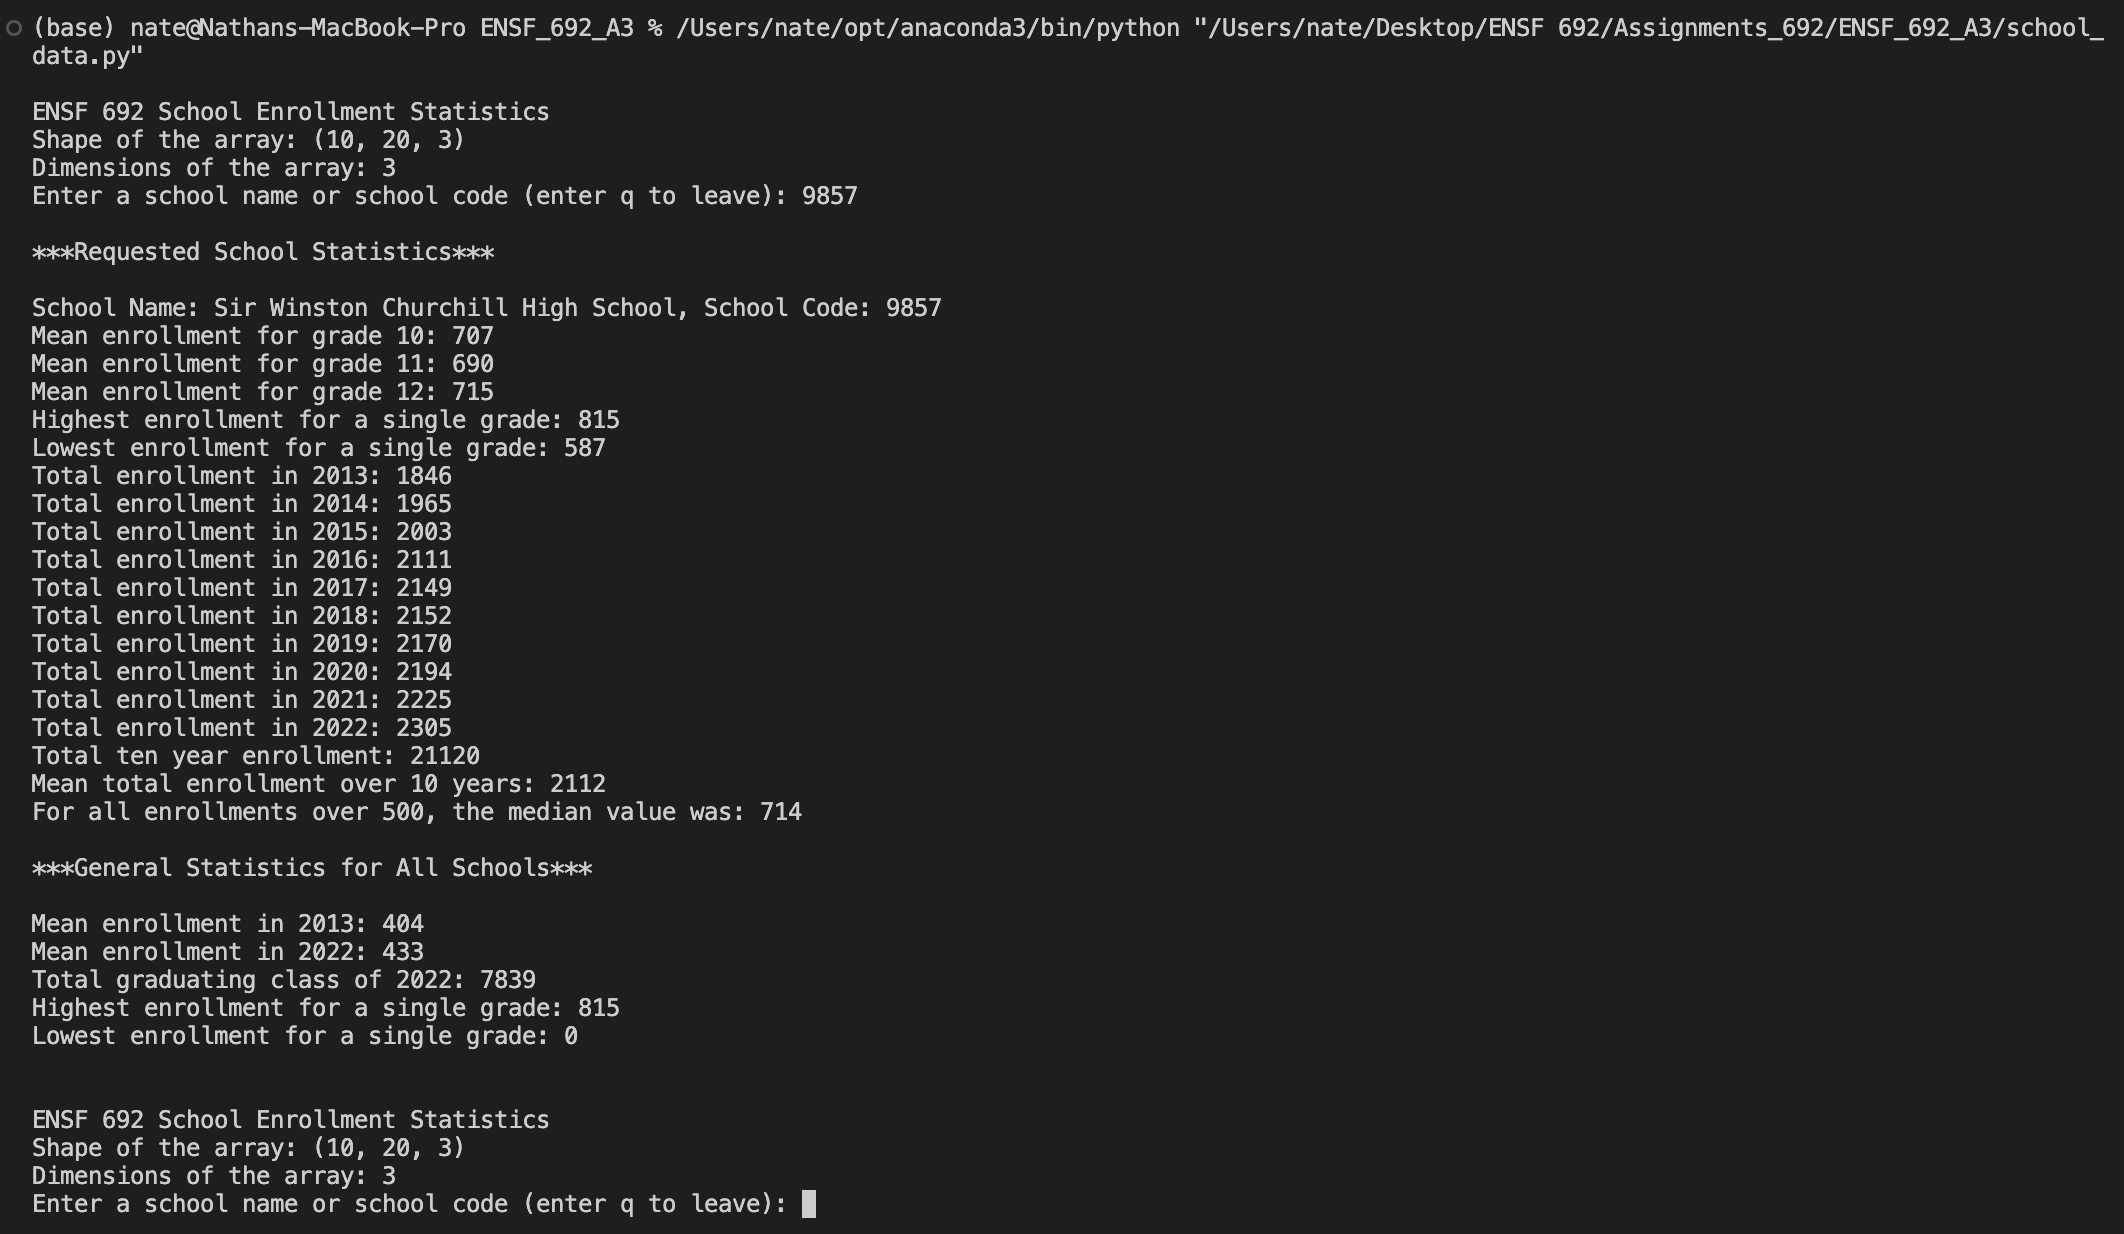 (base) nate@Nathans-MacBook-Pro ENSF_692_A3 % /Users/nate/opt/anaconda3/bin/python "/Users/nate/Desktop/ENSF 692/Assignments_692/ENSF_692_A3/school_
data.py"
ENSF 692 School Enrollment Statistics
Shape of the array: (10, 20, 3)
Dimensions of the array: 3
Enter a school name or school code (enter q to leave): 9857
***Requested School Statistics***
School Name: Sir Winston Churchill High School, School Code: 9857
Mean enrollment for grade 10: 707
Mean enrollment for grade 11: 690
Mean enrollment for grade 12: 715
Highest enrollment for a single grade: 815
Lowest enrollment for a single grade: 587
Total enrollment in 2013: 1846
Total enrollment in 2014: 1965
Total enrollment in 2015: 2003
Total enrollment in 2016: 2111
Total enrollment in 2017: 2149
Total enrollment in 2018: 2152
Total enrollment in 2019: 2170
Total enrollment in 2020: 2194
Total enrollment in 2021: 2225
Total enrollment in 2022: 2305
Total ten year enrollment: 21120
Mean total enrollment over 10 years: 2112
For all enrollments over 500, the median value was: 714
***General Statistics for All Schools***
Mean enrollment in 2013: 404
Mean enrollment in 2022: 433
Total graduating class of 2022: 7839
Highest enrollment for a single grade: 815
Lowest enrollment for a single grade: 0
ENSF 692 School Enrollment Statistics
Shape of the array: (10, 20, 3)
Dimensions of the array: 3
Enter a school name or school code (enter q to leave):